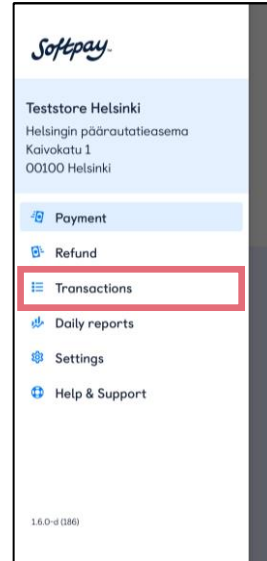 Softpay
Teststore Helsinki
Helsingin päärautatieasema
Kaivokatu 1
00100 Helsinki
Payment
Refund
Transactions
Daily reports
Settings
Help & Support
1.6.0-d (186)